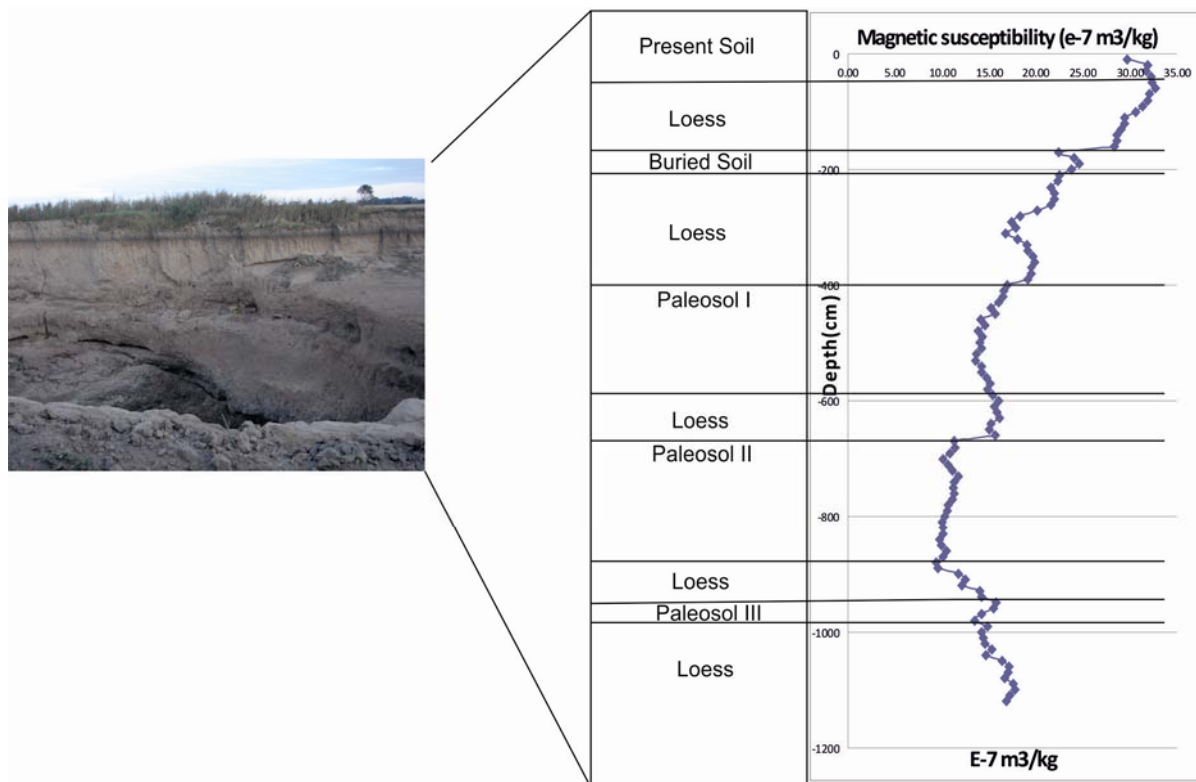 Present Soil
Loess
Buried Soil
Loess
Paleosol I
Loess
Paleosol II
Loess
Paleosol III
Loess
Magnetic susceptibility (e-7 m3/kg)
0
0.00 5.00 10.00 15.00 20.00 25.00 30.00 35.00
-200
-400
-600
-800
-1000
-1200
Depth(cm)
E-7 m3/kg